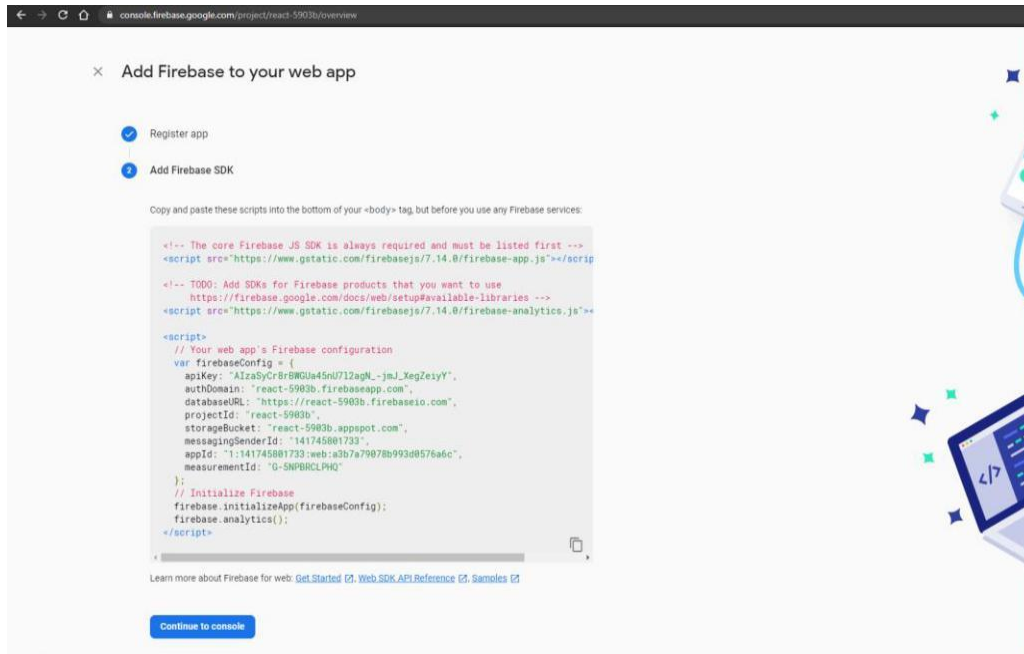 console.firebase.google.com/project/react-5903b/overview
Add Firebase to your web app
Register app
2 Add Firebase SDK
Copy and paste these scripts into the bottom of your <body> tag, but before you use any Firebase services:
<!-- The core Firebase JS SDK is always required and must be listed first -->
<script src="https://www.gstatic.com/firebasejs/7.14.0/firebase-app.js"></scrip
<!-- TODO: Add SDKs for Firebase products that you want to use
https://firebase.google.com/docs/web/setup#available-libraries -->
<script src="https://www.gstatic.com/firebasejs/7.14.0/firebase-analytics.js"><
<script>
// Your web app's Firebase configuration
var firebaseConfig = {
apiKey: "AIzaSyCr8rBWGUa45nU7l2agN_-jmJ_XegZeiyY",
authDomain: "react-5903b.firebaseapp.com",
databaseURL: "https://react-5903b.firebaseio.com",
projectId: "react-5903b",
storageBucket: "react-5903b.appspot.com",
messagingSenderId: "141745801733",
appId: "1:141745801733:web:a3b7a79078b993d0576a6c",
measurementId: "G-5NPBRCLPHQ"
};
// Initialize Firebase
firebase.initializeApp(firebaseConfig);
firebase.analytics();
</script>
Learn more about Firebase for web: Get Started, Web SDK API Reference, Samples
Continue to console
</>